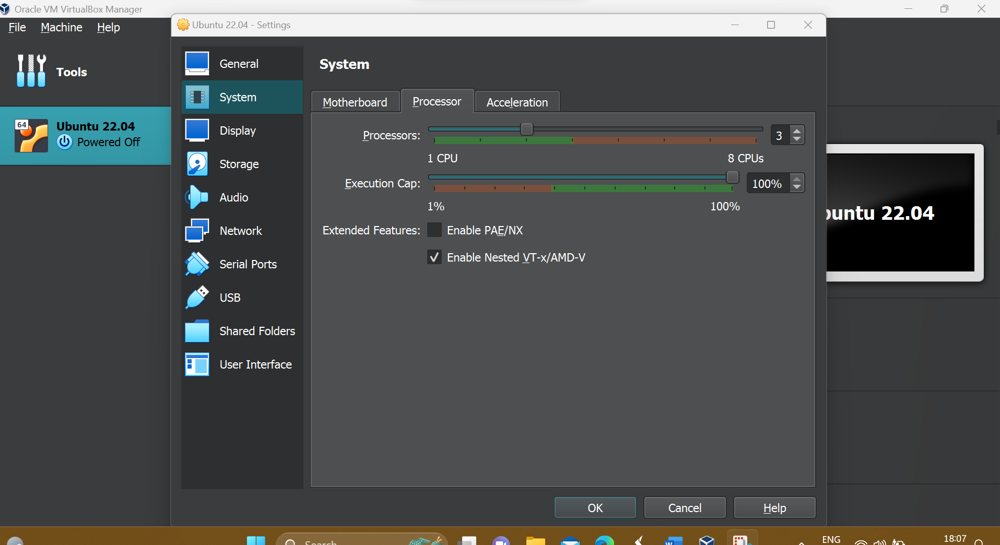 Oracle VM VirtualBox Manager
File Machine Help
Tools
64
Ubuntu 22.04
Powered Off
Ubuntu 22.04 - Settings
General
System
Display
Storage
Audio
Network
Serial Ports
USB
Shared Folders
User Interface
System
Motherboard Processor Acceleration
Processors: 3
1 CPU 8 CPUs
Execution Cap: 100%
1% 100%
Extended Features: Enable PAE/NX
Enable Nested VT-x/AMD-V
OK Cancel Help
buntu 22.04
Search
W
ENG
18:07